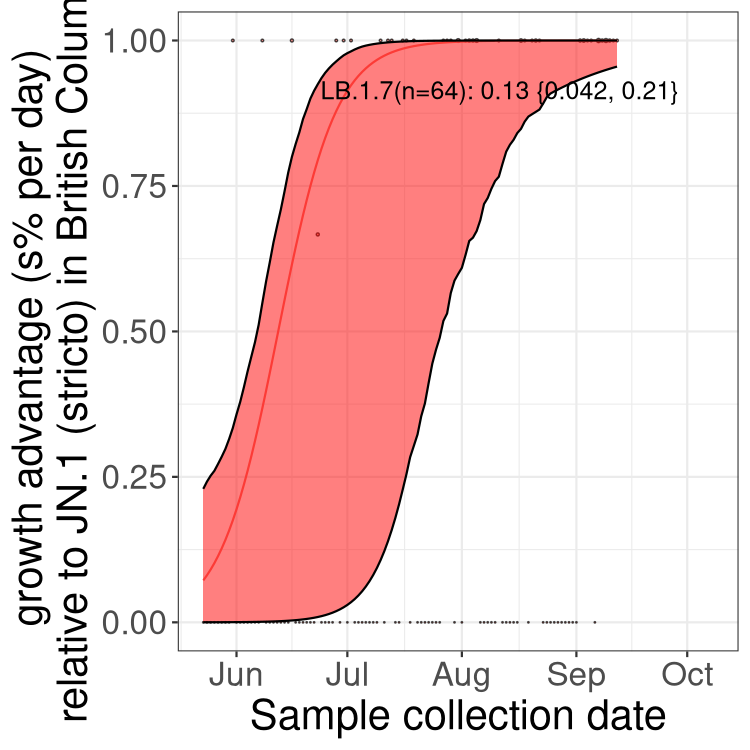 growth advantage (s% per day)
relative to JN.1 (stricto) in British Colum
1.00
0.75
0.50
0.25
0.00
LB.1.7(n=64): 0.13 {0.042, 0.21}
Jun Jul Aug Sep Oct
Sample collection date